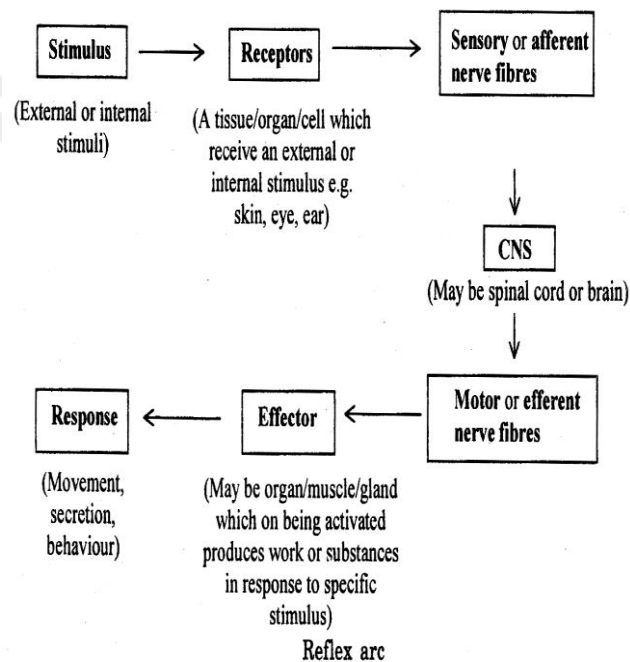 Stimulus
(External or internal
stimuli)
Receptors
(A tissue/organ/cell which
receive an external or
internal stimulus e.g.
skin, eye, ear)
Sensory or afferent
nerve fibres
CNS
(May be spinal cord or brain)
Motor or efferent
nerve fibres
Effector
(May be organ/muscle/gland
which on being activated
produces work or substances
in response to specific
stimulus)
Response
(Movement,
secretion,
behaviour)
Reflex arc